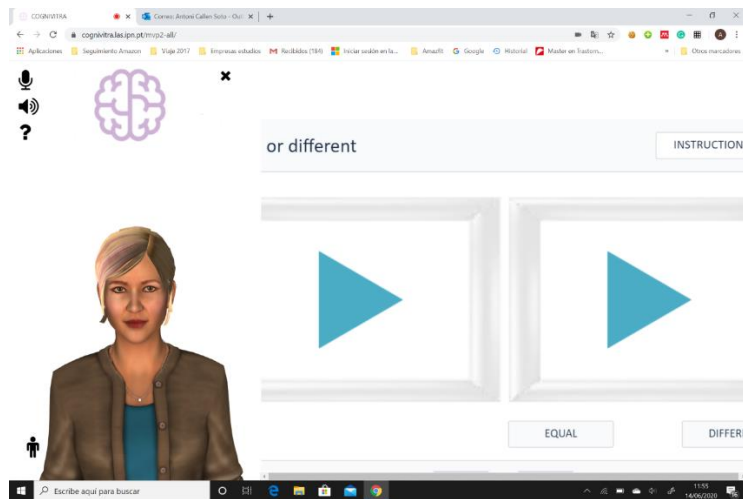 COGNIVITRA
Correo: Antoni Callen Soto - Outl
cognivitra.las.ipn.pt/mvp2-all/
Aplicaciones Seguimiento Amazon Viaje 2017 Empresas estudios Recibidos (184) Iniciar sesión en la... Amazfit Google Historial Master en Trastorn... » Otros marcadores
?
or different
INSTRUCTION
EQUAL
DIFFER
Escribe aquí para buscar
11:55
14/06/2020